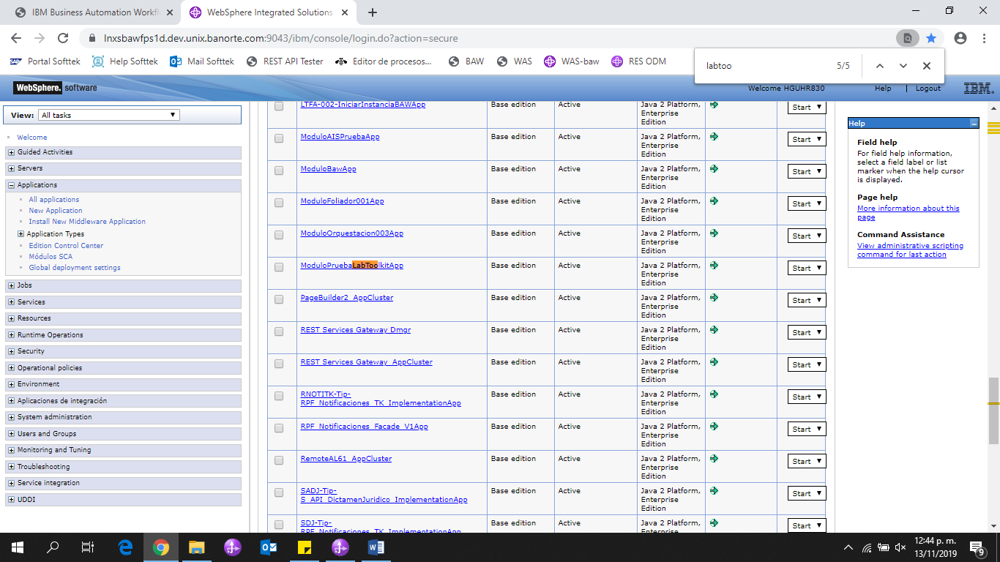 IBM Business Automation Workf
WebSphere Integrated Solutions
lnxsbawfps1d.dev.unix.banorte.com:9043/ibm/console/login.do?action=secure
Portal Softtek
Help Softtek
Mail Softtek
REST API Tester
Editor de procesos...
BAW
WAS
WAS-baw
RES ODM
labtoo 5/5
WebSphere. software
Welcome HGUHR830
Help | Logout
IBM.
View: All tasks
Welcome
Guided Activities
Servers
Applications
All applications
New Application
Install New Middleware Application
Application Types
Edition Control Center
Módulos SCA
Global deployment settings
Jobs
Services
Resources
Runtime Operations
Security
Operational policies
Environment
Aplicaciones de integración
System administration
Users and Groups
Monitoring and Tuning
Troubleshooting
Service integration
UDDI
LTFA-002-IniciarInstanciaBAWApp Base edition Active Java 2 Platform, Start
Enterprise
Edition
ModuloAISPruebaApp Base edition Active Java 2 Platform, Start
Enterprise
Edition
ModuloBawApp Base edition Active Java 2 Platform, Start
Enterprise
Edition
ModuloFoliador001App Base edition Active Java 2 Platform, Start
Enterprise
Edition
ModuloOrquestacion003App Base edition Active Java 2 Platform, Start
Enterprise
Edition
ModuloPruebaLabToolkitApp Base edition Active Java 2 Platform, Start
Enterprise
Edition
PageBuilder2_AppCluster Base edition Active Java 2 Platform, Start
Enterprise
Edition
REST Services Gateway Dmgr Base edition Active Java 2 Platform, Start
Enterprise
Edition
REST Services Gateway_AppCluster Base edition Active Java 2 Platform, Start
Enterprise
Edition
RNOTITK-Tip- Base edition Active Java 2 Platform, Start
RPF_Notificaciones_TK_ImplementationApp Enterprise
Edition
RPF_Notificaciones_Facade_V1App Base edition Active Java 2 Platform, Start
Enterprise
Edition
RemoteAL61_AppCluster Base edition Active Java 2 Platform, Start
Enterprise
Edition
SADJ-Tip- Base edition Active Java 2 Platform, Start
S_API_DictamenJuridico_ImplementationApp Enterprise
Edition
SDJ-Tip- Base edition Active Java 2 Platform, Start
RPF_Notificaciones_TK_ImplementationApp Enterprise
Help
Field help
For field help information,
select a field label or list
marker when the help cursor
is displayed.
Page help
More information about this
page
Command Assistance
View administrative scripting
command for last action
12:44 p. m.
13/11/2019
9